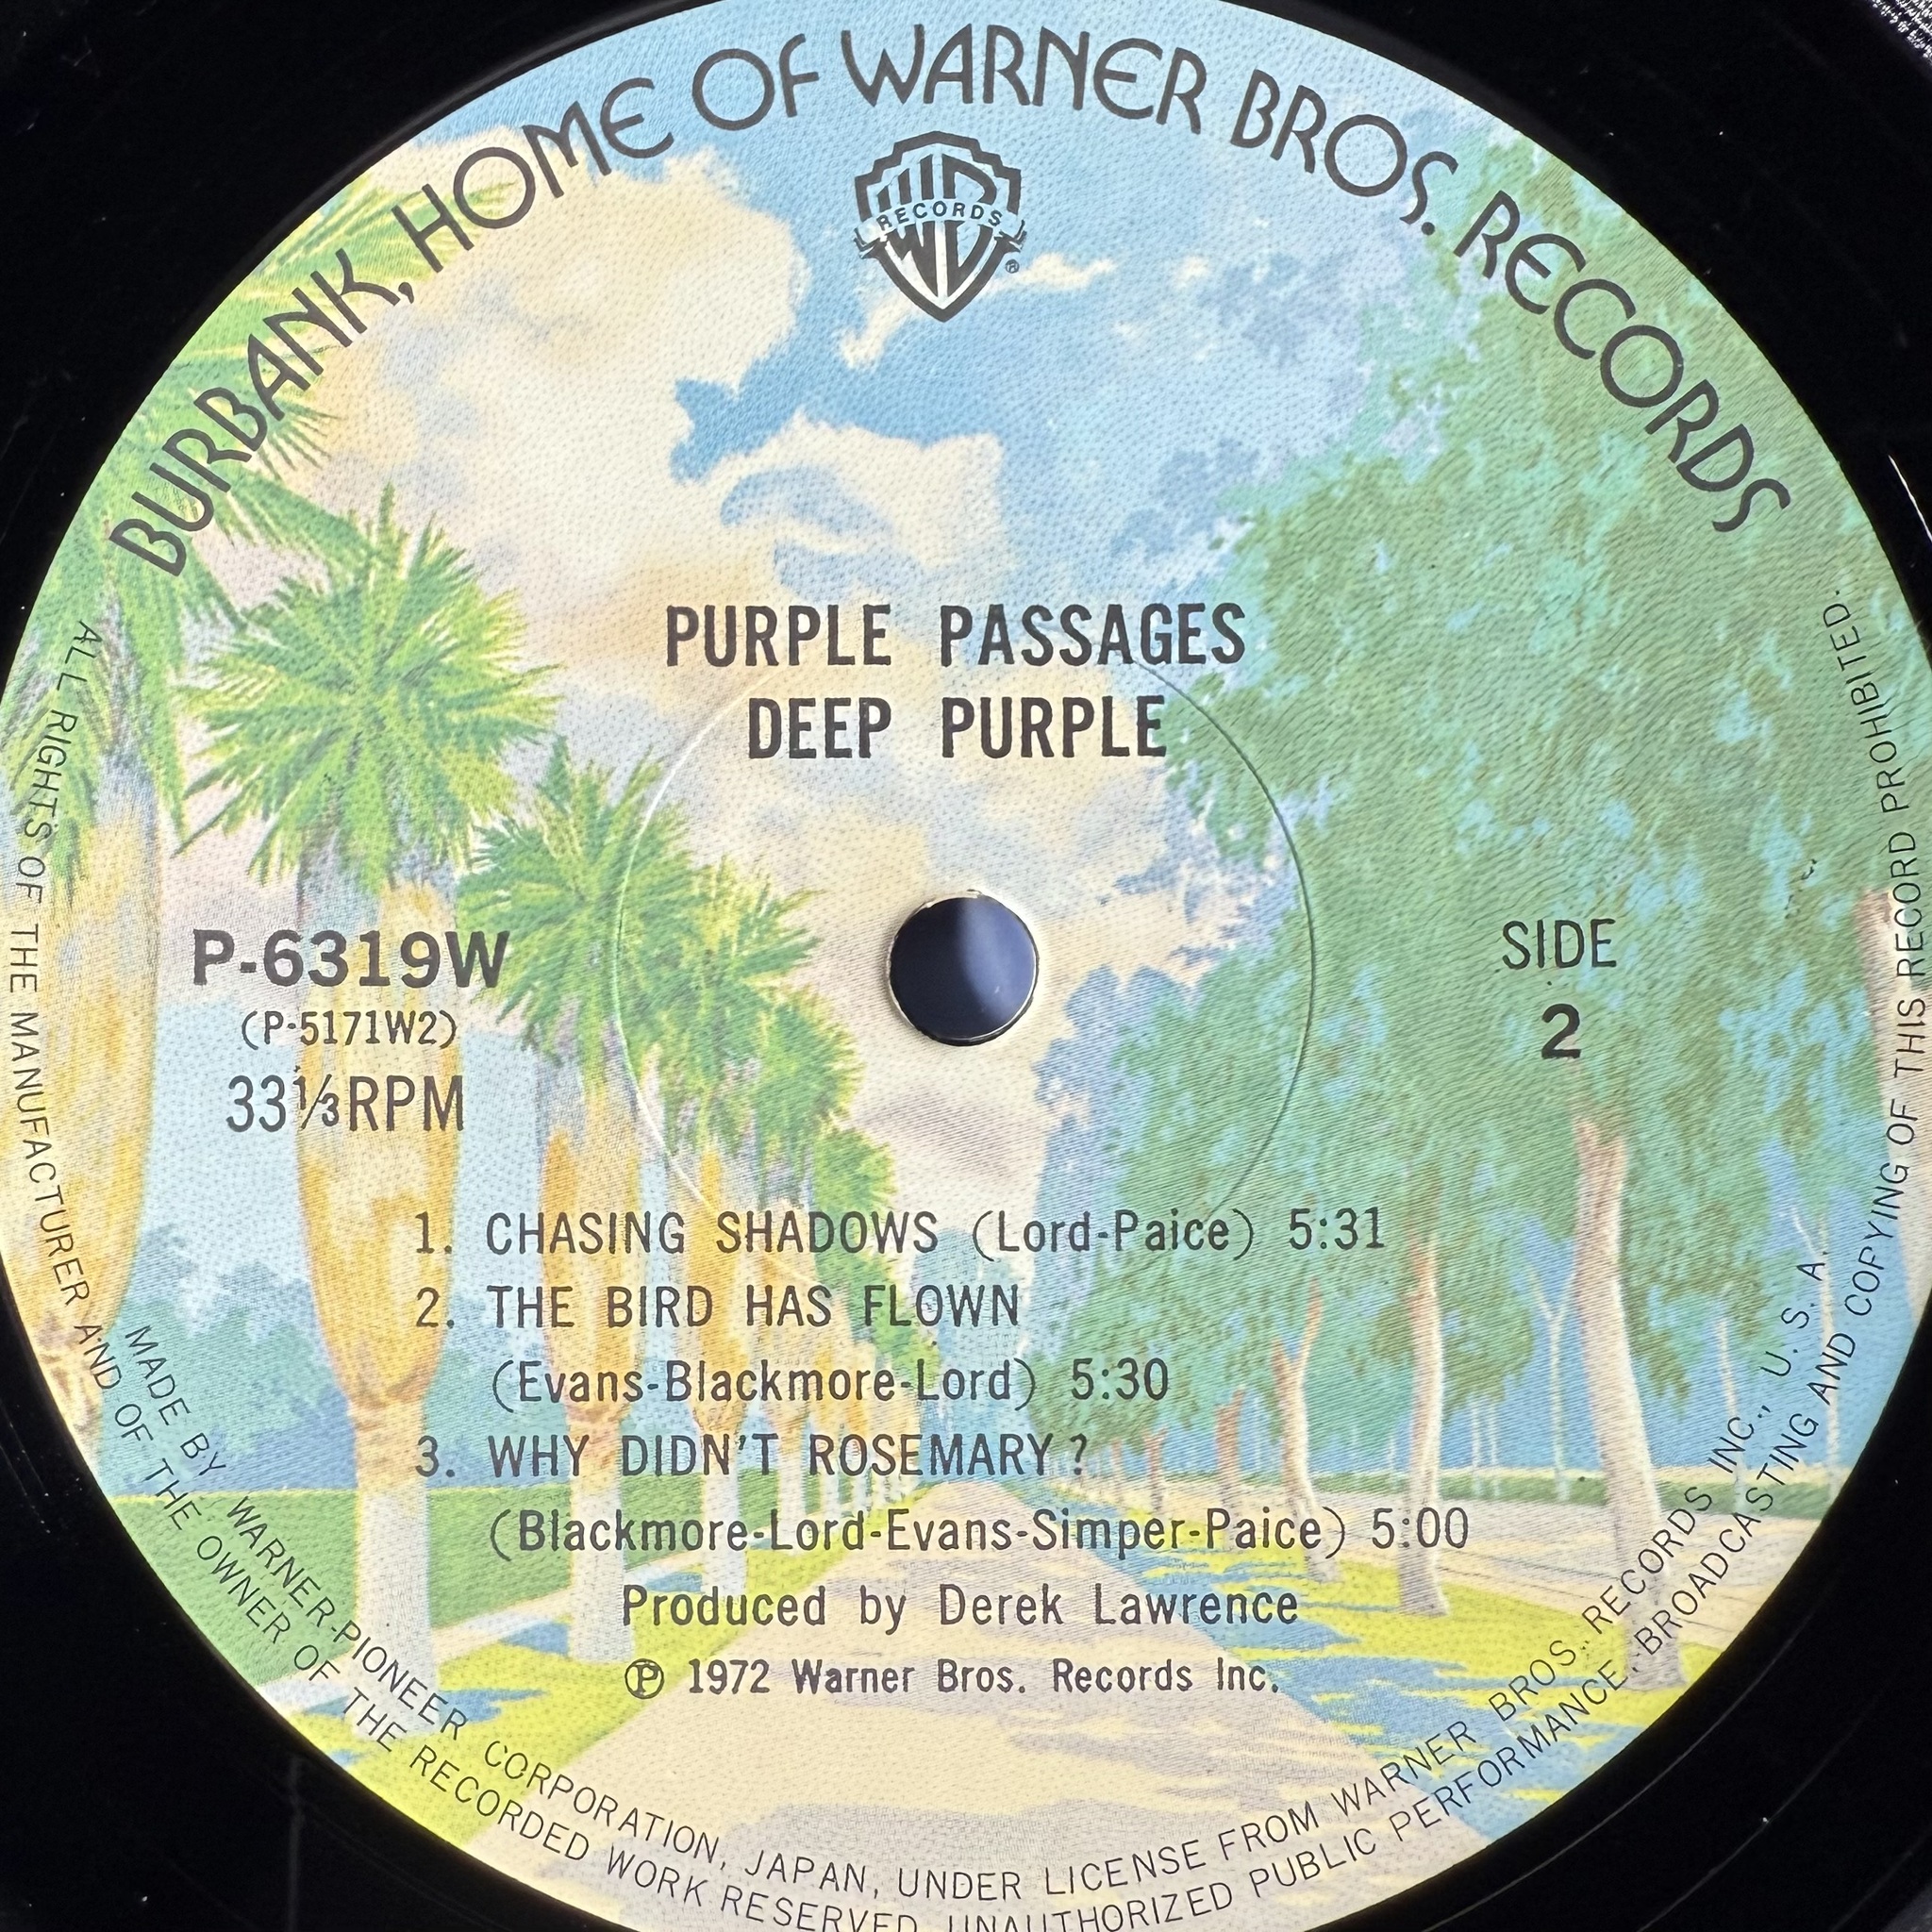 BURBANK, HOME OF WARNER BROS. RECORDS
WB
RECORDS
®
PURPLE PASSAGES
DEEP PURPLE
P-6319W
(P-5171W2)
33⅓RPM
SIDE
2
1. CHASING SHADOWS (Lord-Paice) 5:31
2. THE BIRD HAS FLOWN
(Evans-Blackmore-Lord) 5:30
3. WHY DIDN'T ROSEMARY?
(Blackmore-Lord-Evans-Simper-Paice) 5:00
Produced by Derek Lawrence
℗ 1972 Warner Bros. Records Inc.
MADE BY WARNER-PIONEER CORPORATION, JAPAN, UNDER LICENSE FROM WARNER BROS. RECORDS INC., U. S. A.
ALL RIGHTS OF THE MANUFACTURER AND OF THE OWNER OF THE RECORDED WORK RESERVED. UNAUTHORIZED PUBLIC PERFORMANCE. BROADCASTING AND COPYING OF THIS RECORD PROHIBITED.